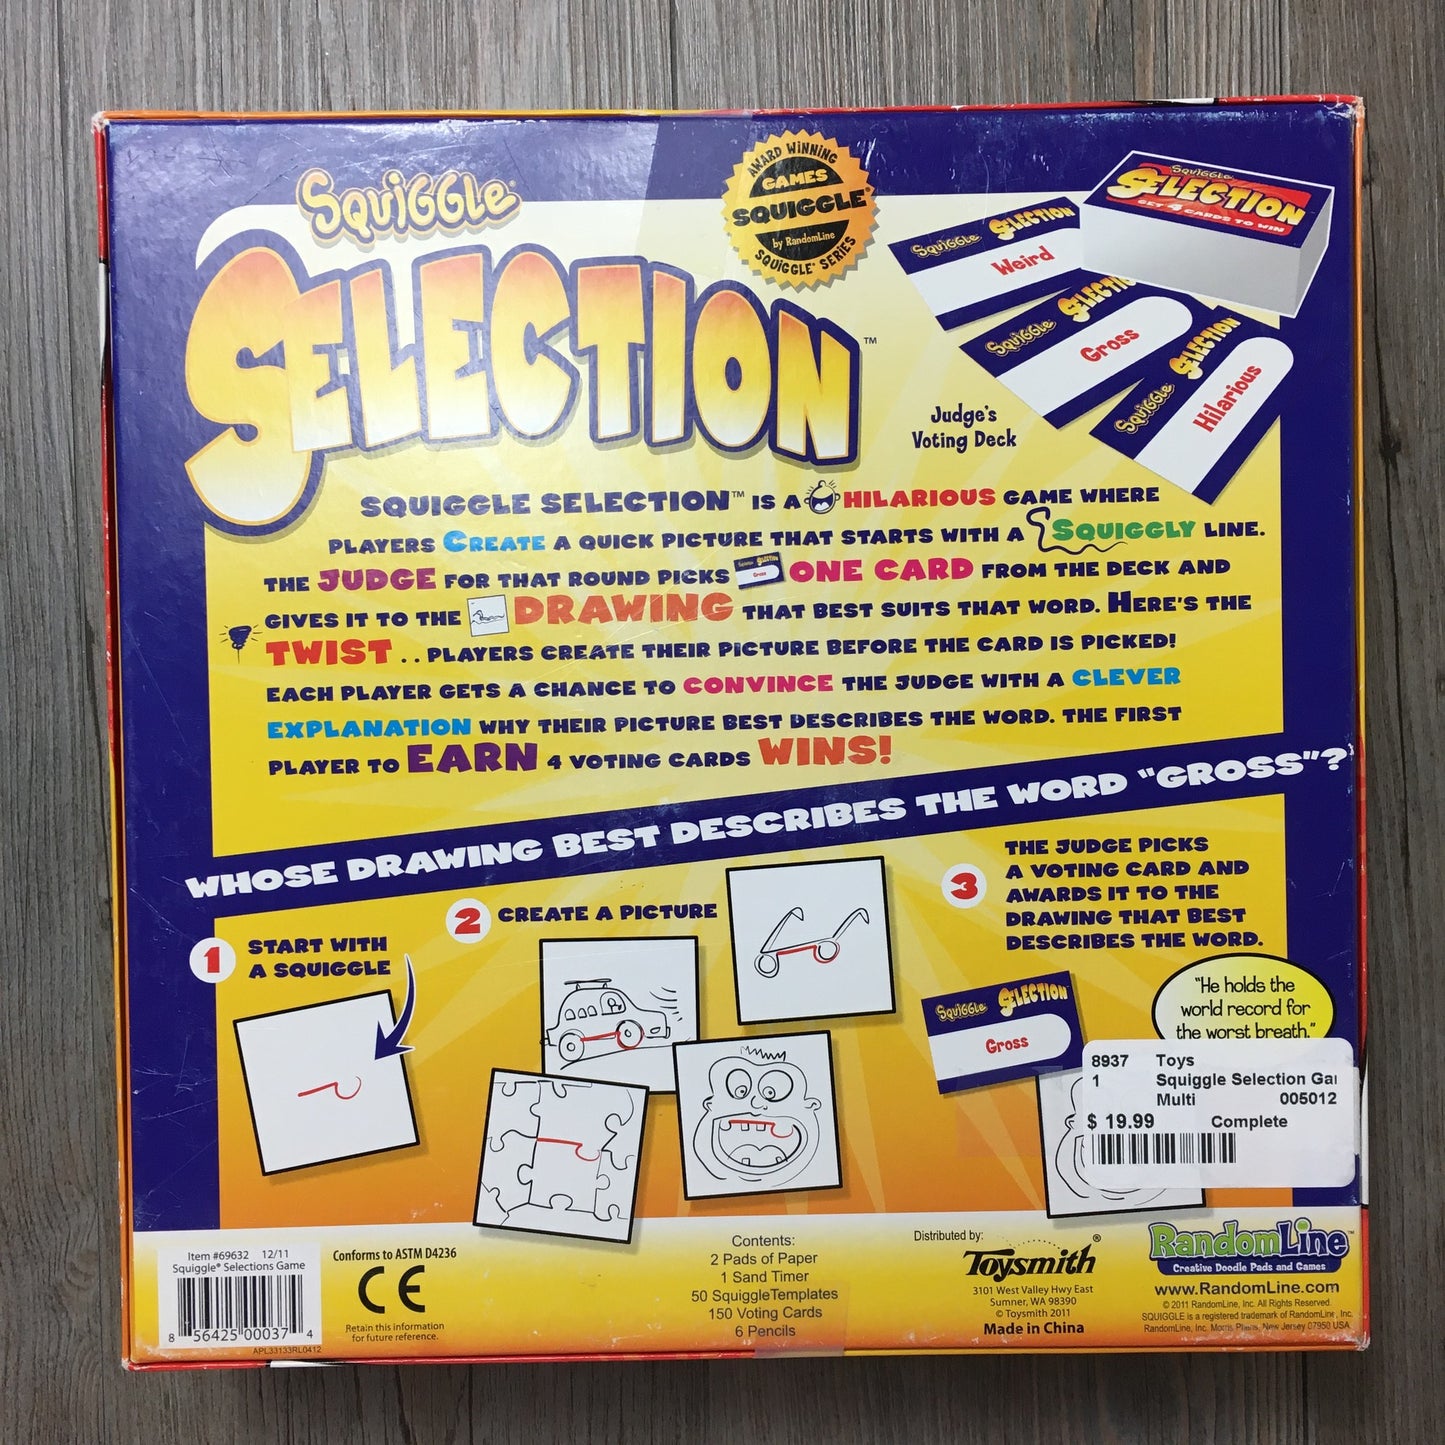 SQUIGGLE®
SELECTION™
AWARD WINNING
GAMES
SQUIGGLE®
by RandomLine
SQUIGGLE® SERIES
SQUIGGLE
SELECTION
GET 4 CARDS TO WIN
SQUIGGLE SELECTION
Weird
SQUIGGLE SELECTION
Gross
SQUIGGLE SELECTION
Hilarious
Judge's
Voting Deck
SQUIGGLE SELECTION™ IS A HILARIOUS GAME WHERE
PLAYERS CREATE A QUICK PICTURE THAT STARTS WITH A SQUIGGLY LINE.
THE JUDGE FOR THAT ROUND PICKS ONE CARD FROM THE DECK AND
GIVES IT TO THE DRAWING THAT BEST SUITS THAT WORD. HERE'S THE
TWIST .. PLAYERS CREATE THEIR PICTURE BEFORE THE CARD IS PICKED!
EACH PLAYER GETS A CHANCE TO CONVINCE THE JUDGE WITH A CLEVER
EXPLANATION WHY THEIR PICTURE BEST DESCRIBES THE WORD. THE FIRST
PLAYER TO EARN 4 VOTING CARDS WINS!
WHOSE DRAWING BEST DESCRIBES THE WORD "GROSS"?
1 START WITH
A SQUIGGLE
2 CREATE A PICTURE
3 THE JUDGE PICKS
A VOTING CARD AND
AWARDS IT TO THE
DRAWING THAT BEST
DESCRIBES THE WORD.
SQUIGGLE SELECTION™
Gross
"He holds the
world record for
the worst breath."
8937 Toys
1 Squiggle Selection Gai
Multi 005012
$ 19.99 Complete
Item #69632 12/11
Squiggle® Selections Game
8 56425 00037 4
APL33133RL0412
Conforms to ASTM D4236
CE
Retain this information
for future reference.
Contents:
2 Pads of Paper
1 Sand Timer
50 SquiggleTemplates
150 Voting Cards
6 Pencils
Distributed by:
Toysmith®
3101 West Valley Hwy East
Sumner, WA 98390
© Toysmith 2011
Made in China
RandomLine™
Creative Doodle Pads and Games
www.RandomLine.com
© 2011 RandomLine, Inc. All Rights Reserved.
SQUIGGLE is a registered trademark of RandomLine, Inc.
RandomLine, Inc. Morris Plains, New Jersey 07950 USA